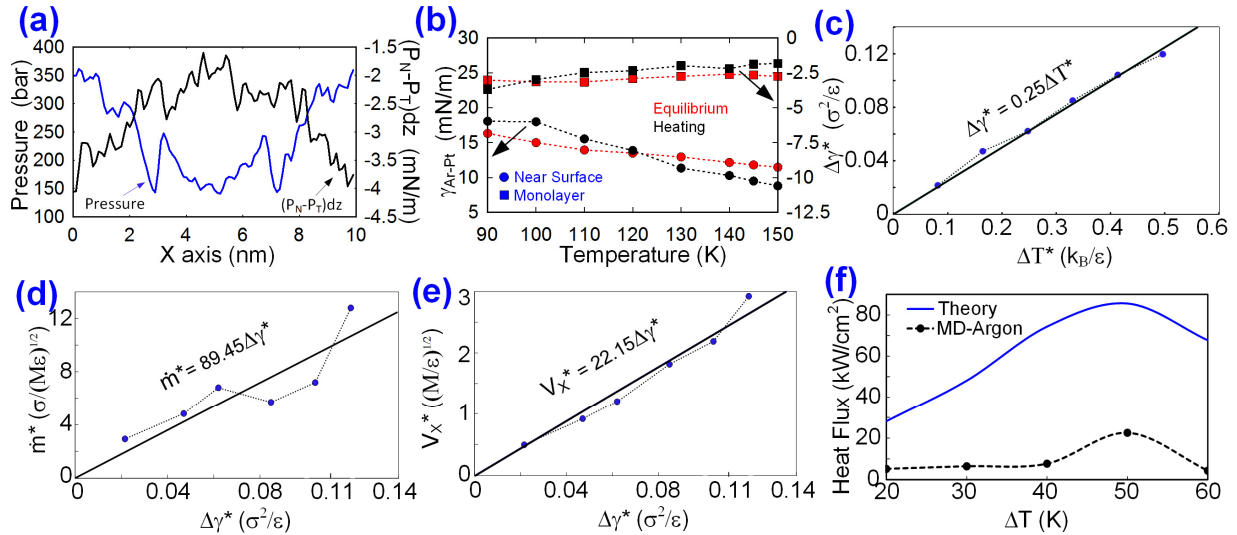 (a)
400
350
300
250
200
150
100
Pressure (bar)
-1.5
-2
-2.5
-3
-3.5
-4
-4.5
(P_N-P_T)dz (mN/m)
Pressure
(P_N-P_T)dz
0 2 4 6 8 10
X axis (nm)
(b)
30
25
20
15
10
5
γ_Ar-Pt (mN/m)
0
-2.5
-5
-7.5
-10
-12.5
Δγ* (σ²/ε)
Equilibrium
Heating
Near Surface
Monolayer
90 100 110 120 130 140 150
Temperature (K)
(c)
0.12
0.08
0.04
0
Δγ* = 0.25ΔT*
0 0.1 0.2 0.3 0.4 0.5 0.6
ΔT* (k_B/ε)
(d)
12
8
4
0
ṁ* (σ/(Mε)^1/2)
ṁ* = 89.45Δγ*
0 0.04 0.06 0.11 0.14
Δγ* (σ²/ε)
(e)
3
2
1
0
V_X* ((M/ε)^1/2)
V_X* = 22.15Δγ*
0 0.04 0.06 0.11 0.14
Δγ* (σ²/ε)
(f)
80
60
40
20
0
Heat Flux (kW/cm²)
Theory
MD-Argon
20 30 40 50 60
ΔT (K)